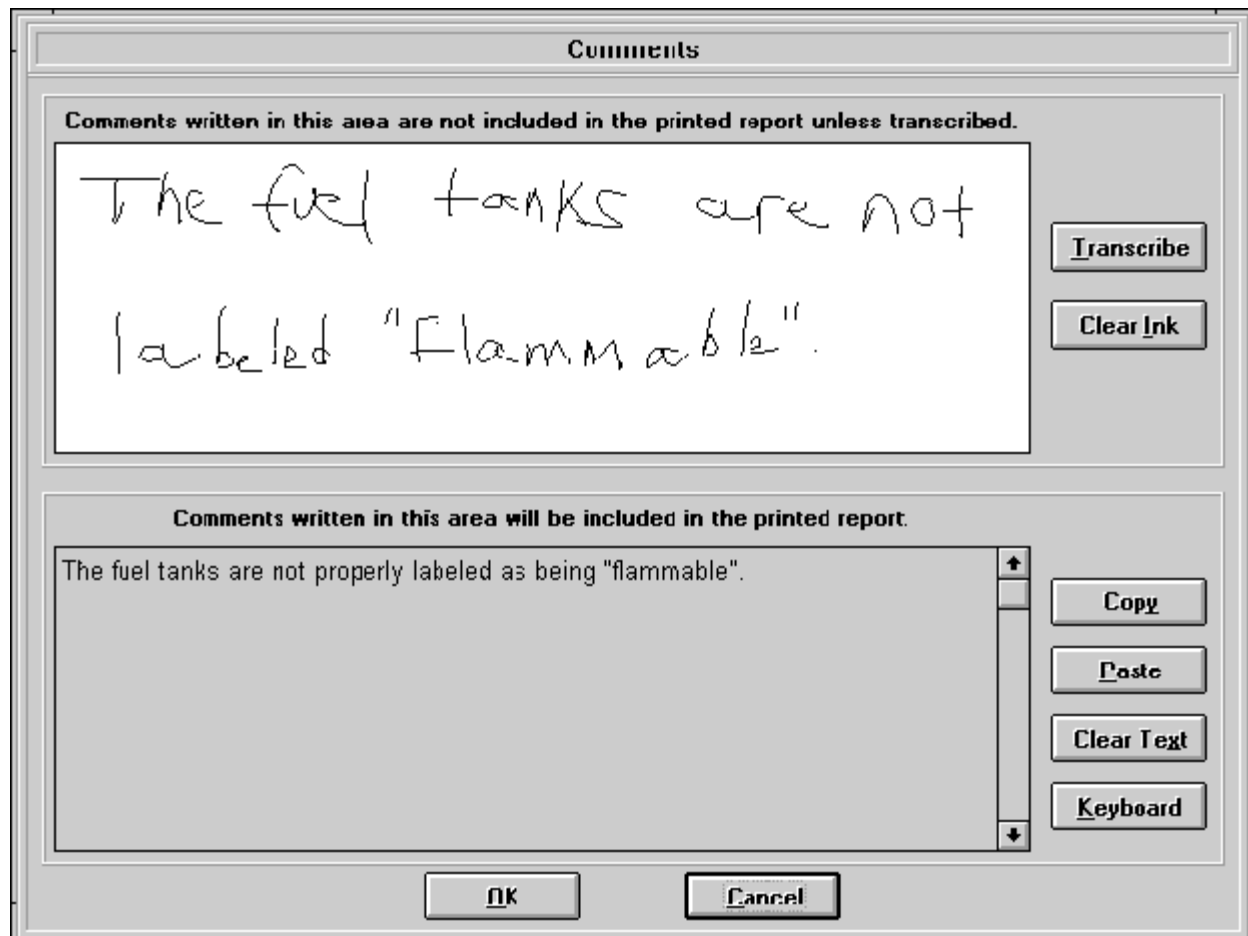 Comments
Comments written in this area are not included in the printed report unless transcribed.
The fuel tanks are not
labeled "Flammable".
Transcribe
Clear Ink
Comments written in this area will be included in the printed report.
The fuel tanks are not properly labeled as being "flammable".
Copy
Paste
Clear Text
Keyboard
OK
Cancel